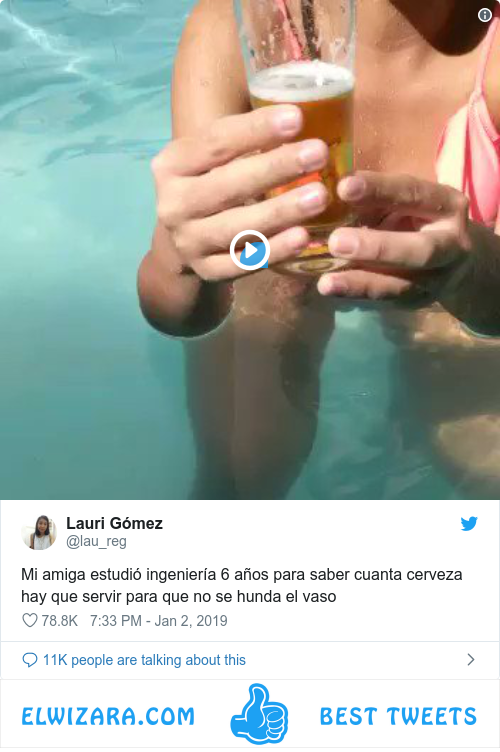 Lauri Gómez
@lau_reg
Mi amiga estudió ingeniería 6 años para saber cuanta cerveza
hay que servir para que no se hunda el vaso
78.8K 7:33 PM - Jan 2, 2019
11K people are talking about this
ELWIZARA.COM BEST TWEETS